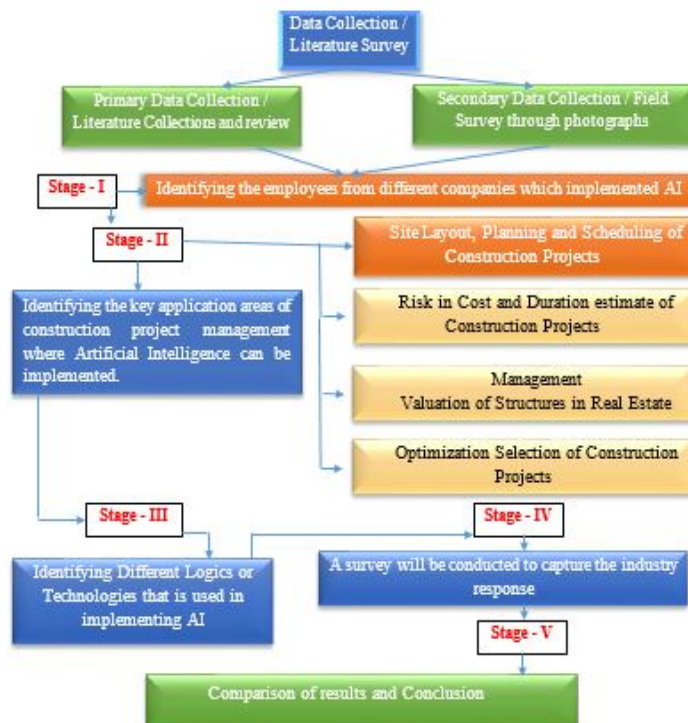 Data Collection /
Literature Survey
Primary Data Collection /
Literature Collections and review
Secondary Data Collection / Field
Survey through photographs
Stage - I
Identifying the employees from different companies which implemented AI
Stage - II
Site Layout, Planning and Scheduling of
Construction Projects
Identifying the key application areas of
construction project management
where Artificial Intelligence can be
implemented.
Risk in Cost and Duration estimate of
Construction Projects
Management
Valuation of Structures in Real Estate
Optimization Selection of Construction
Projects
Stage - III
Stage - IV
Identifying Different Logics or
Technologies that is used in
implementing AI
A survey will be conducted to capture the industry
response
Stage - V
Comparison of results and Conclusion